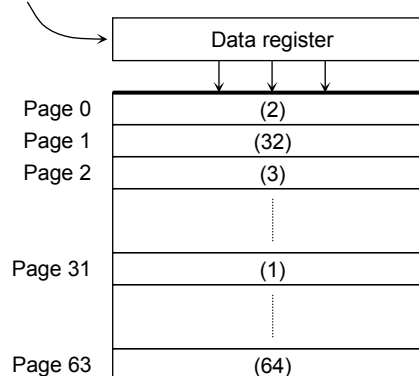 Data register
Page 0 (2)
Page 1 (32)
Page 2 (3)
Page 31 (1)
Page 63 (64)